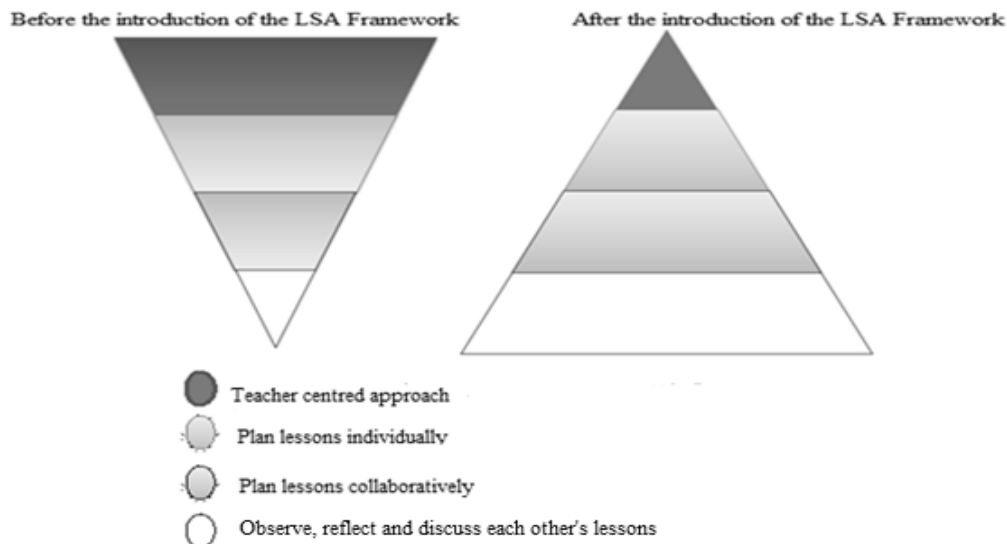 Before the introduction of the LSA Framework
After the introduction of the LSA Framework
Teacher centred approach
Plan lessons individually
Plan lessons collaboratively
Observe, reflect and discuss each other's lessons